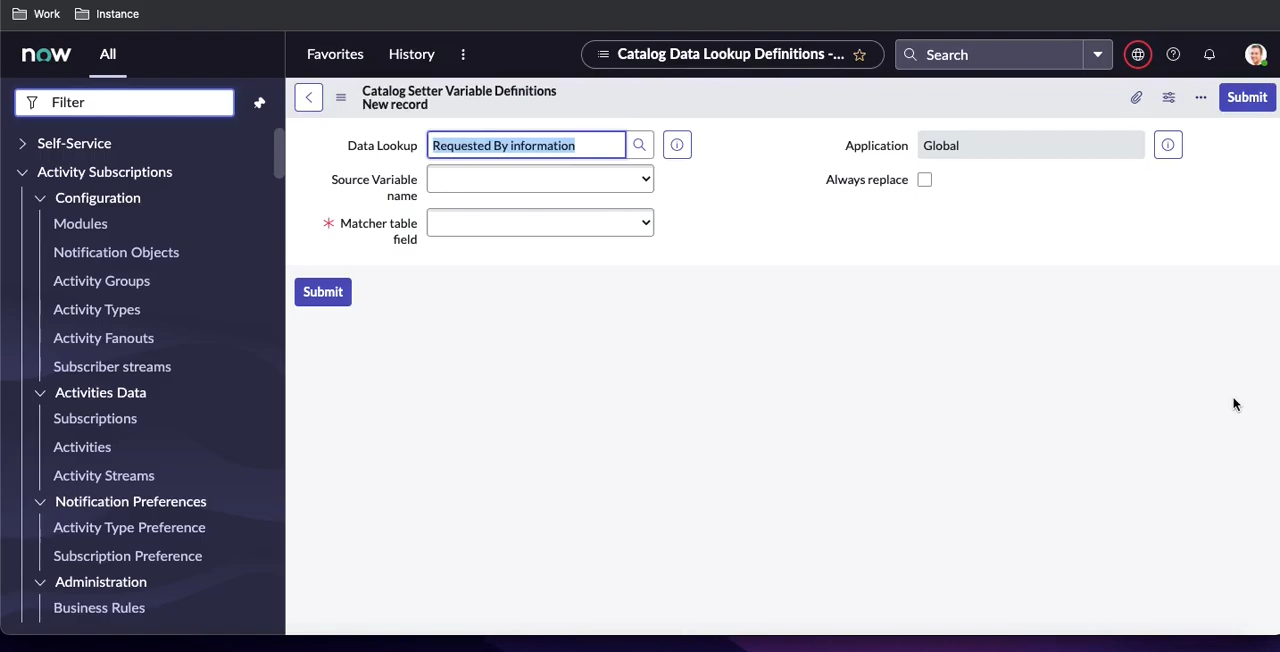 Work
Instance
now
All
Favorites
History
Catalog Data Lookup Definitions -...
Search
Filter
Catalog Setter Variable Definitions
New record
Submit
Self-Service
Activity Subscriptions
Configuration
Modules
Notification Objects
Activity Groups
Activity Types
Activity Fanouts
Subscriber streams
Activities Data
Subscriptions
Activities
Activity Streams
Notification Preferences
Activity Type Preference
Subscription Preference
Administration
Business Rules
Data Lookup
Requested By information
Source Variable
name
* Matcher table
field
Application
Global
Always replace
Submit